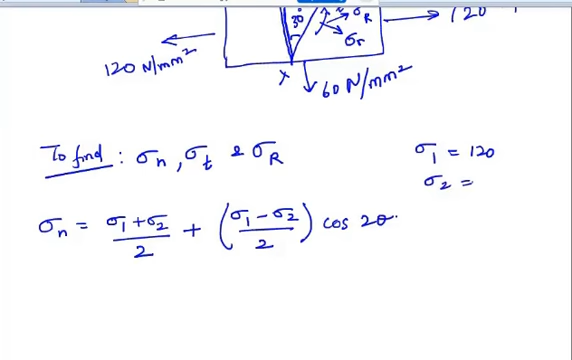 30° σR 120
σr
120 N/mm²
X 60 N/mm²
To find : σn , σt & σR
σ1 = 120
σ2 =
σn = (σ1 + σ2)/2 + ((σ1 - σ2)/2) cos 2θ